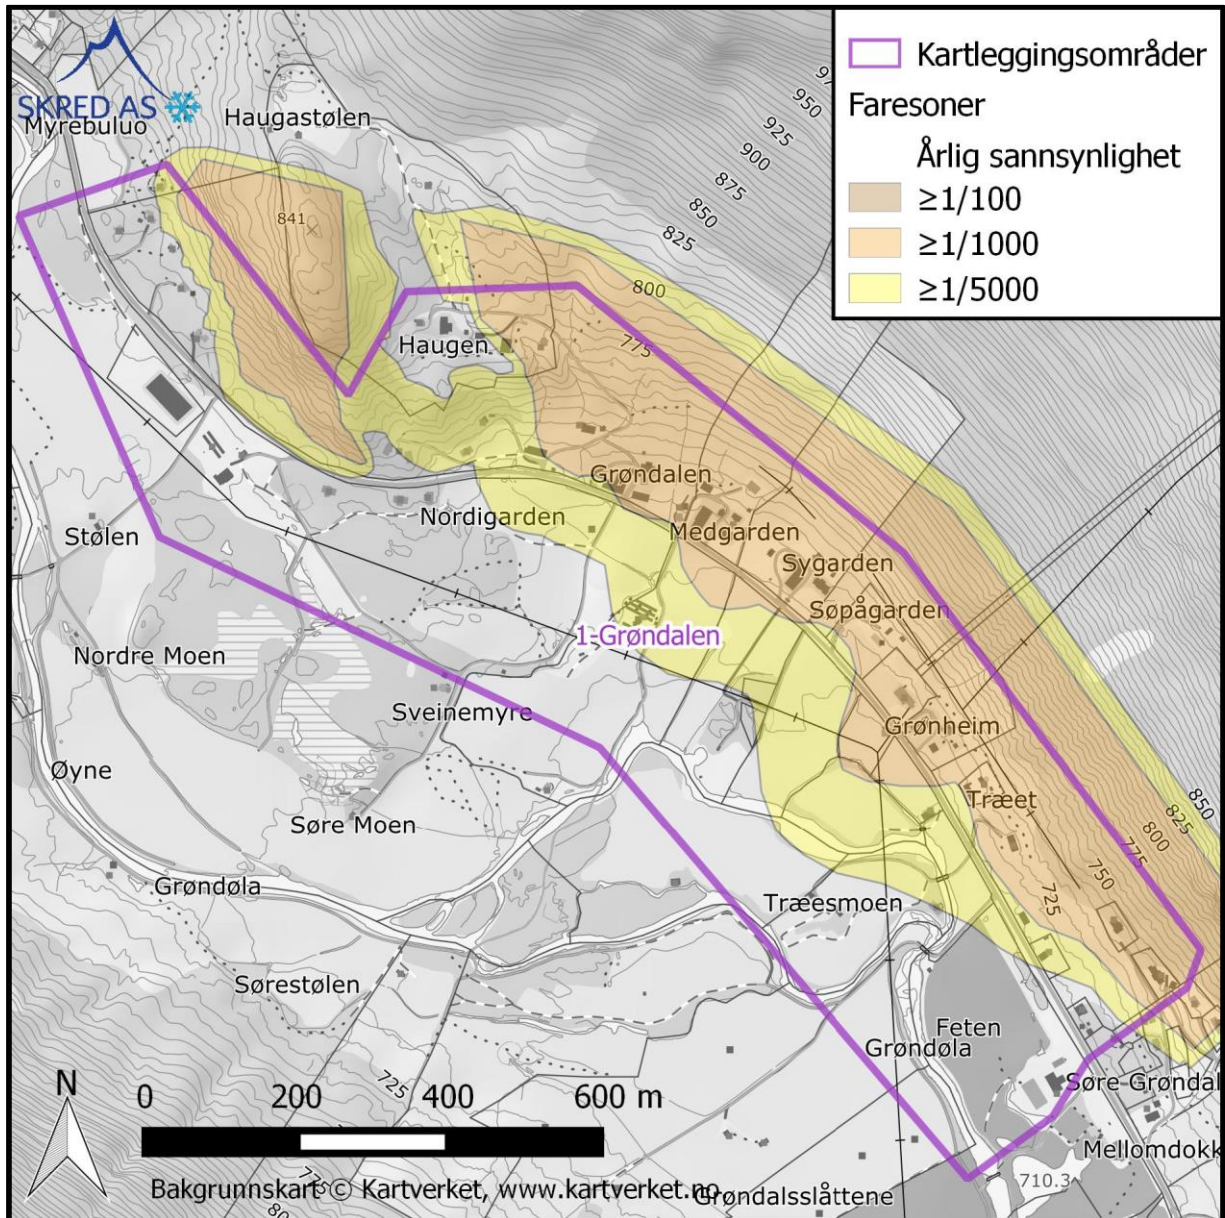 SKRED AS
Kartleggingsområder
Faresoner
Årlig sannsynlighet
≥1/100
≥1/1000
≥1/5000
950
925
900
875
850
825
800
775
Myrebuluo
Haugastølen
841
Haugen
Grøndalen
Nordigarden
Medgarden
Stølen
Sygarden
Søpågarden
1-Grøndalen
Nordre Moen
Sveinemyre
Grønheim
Øyne
Søre Moen
Træet
850
825
800
775
750
725
Grøndøla
Træesmoen
Sørestølen
Feten
Grøndøla
725
Søre Grøndal
N
0 200 400 600 m
Mellomdokk
775
Bakgrunnskart © Kartverket, www.kartverket.no
Grøndalsslåttene
710.3